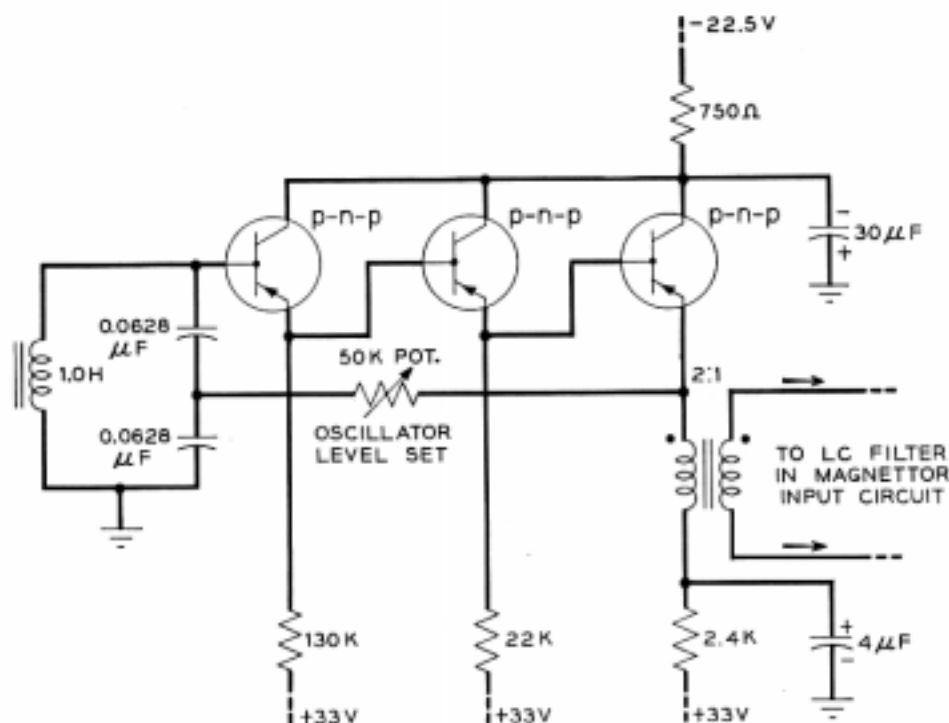 -22.5V
750Ω
p-n-p
p-n-p
p-n-p
-
30μF
+
0.0628
μF
1.0H
50K POT.
2:1
OSCILLATOR
LEVEL SET
0.0628
μF
TO LC FILTER
IN MAGNETTOR
INPUT CIRCUIT
130K
22K
2.4K
+
4μF
-
+33V
+33V
+33V